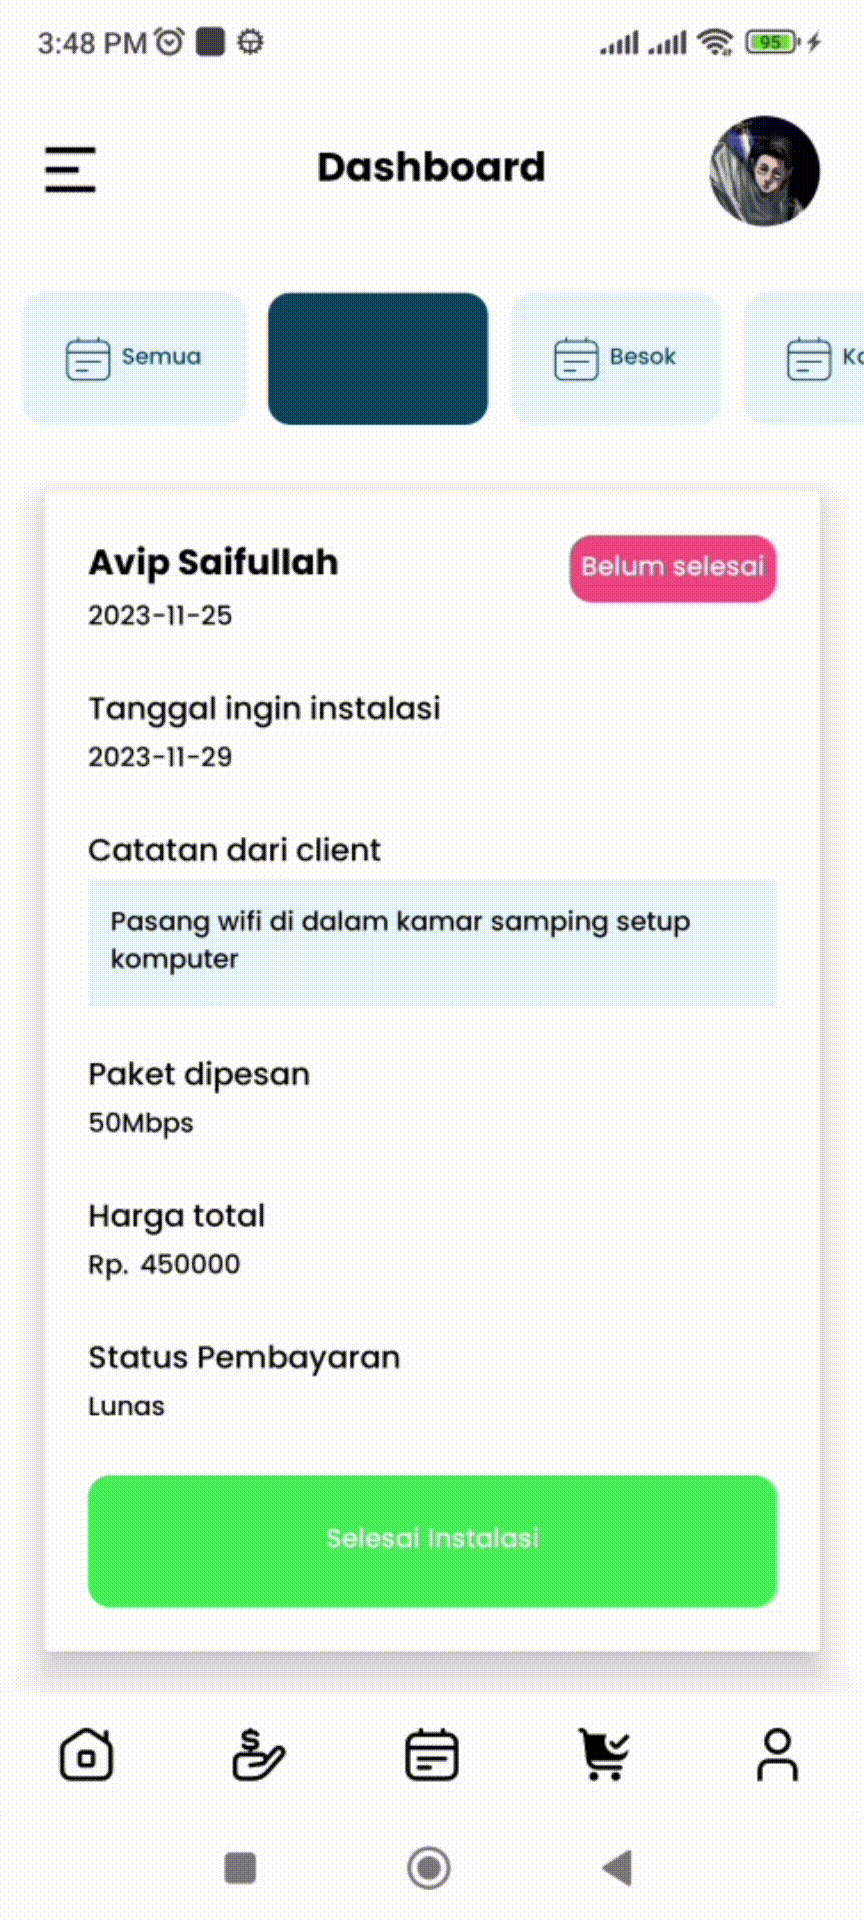 3:48 PM
95
Dashboard
Semua
Besok
Avip Saifullah
Belum selesai
2023-11-25
Tanggal ingin instalasi
2023-11-29
Catatan dari client
Pasang wifi di dalam kamar samping setup
komputer
Paket dipesan
50Mbps
Harga total
Rp. 450000
Status Pembayaran
Lunas
Selesai Instalasi